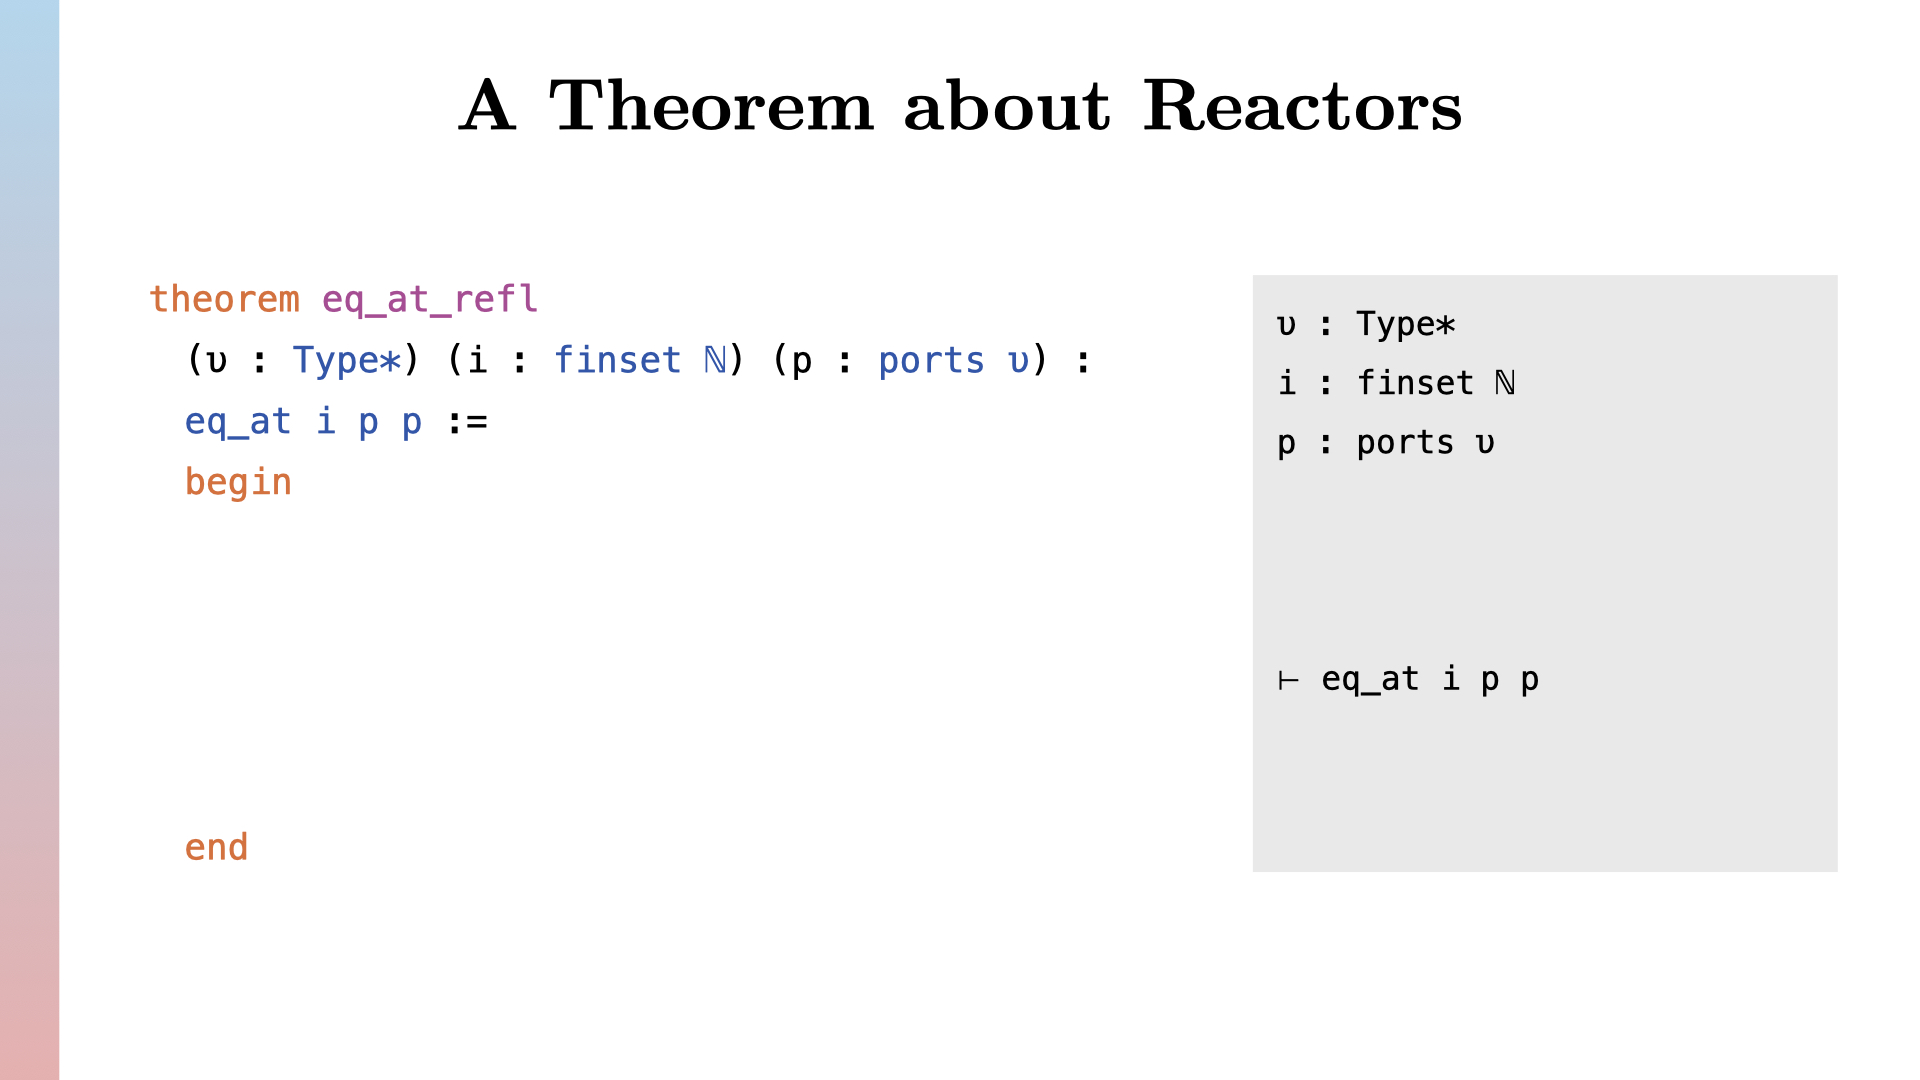 A Theorem about Reactors
theorem eq_at_refl
(υ : Type*) (i : finset ℕ) (p : ports υ) :
eq_at i p p :=
begin
end
υ : Type*
i : finset ℕ
p : ports υ
⊢ eq_at i p p